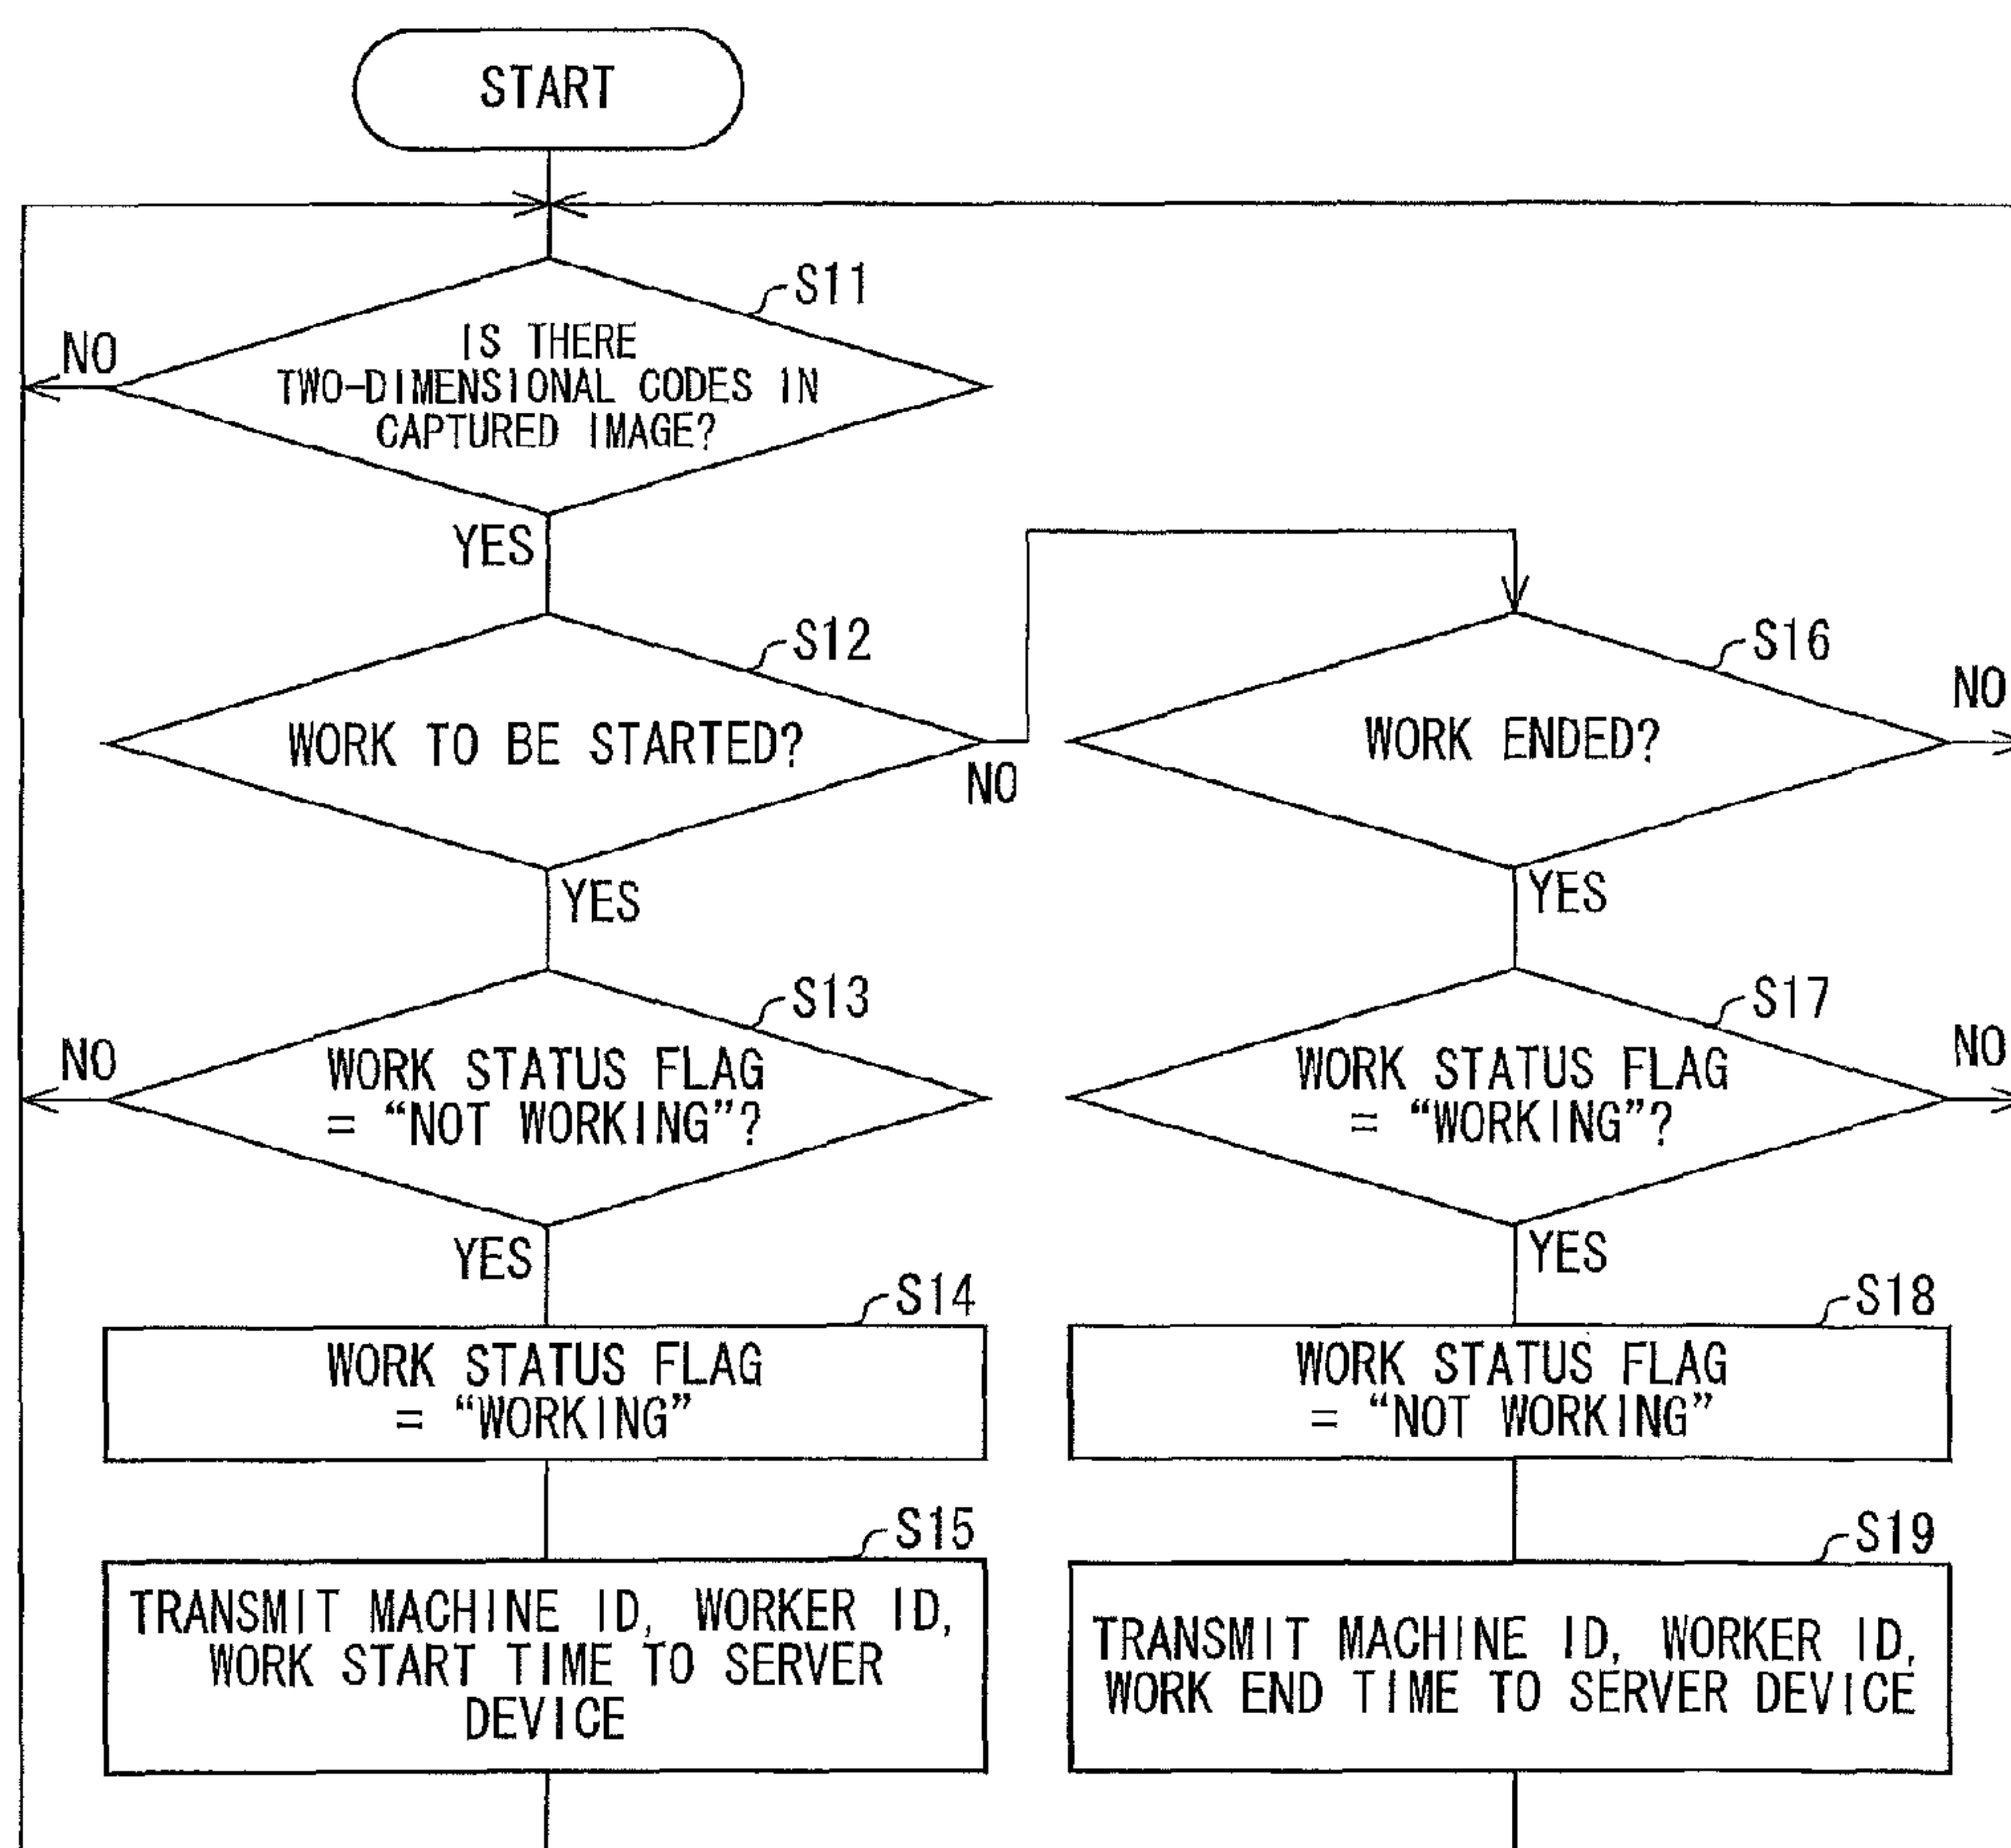 START
S11
IS THERE
TWO-DIMENSIONAL CODES IN
CAPTURED IMAGE?
NO
YES
S12
WORK TO BE STARTED?
NO
YES
S16
WORK ENDED?
NO
YES
S13
WORK STATUS FLAG
= “NOT WORKING”?
NO
YES
S17
WORK STATUS FLAG
= “WORKING”?
NO
YES
S14
WORK STATUS FLAG
= “WORKING”
S18
WORK STATUS FLAG
= “NOT WORKING”
S15
TRANSMIT MACHINE ID, WORKER ID,
WORK START TIME TO SERVER
DEVICE
S19
TRANSMIT MACHINE ID, WORKER ID,
WORK END TIME TO SERVER DEVICE